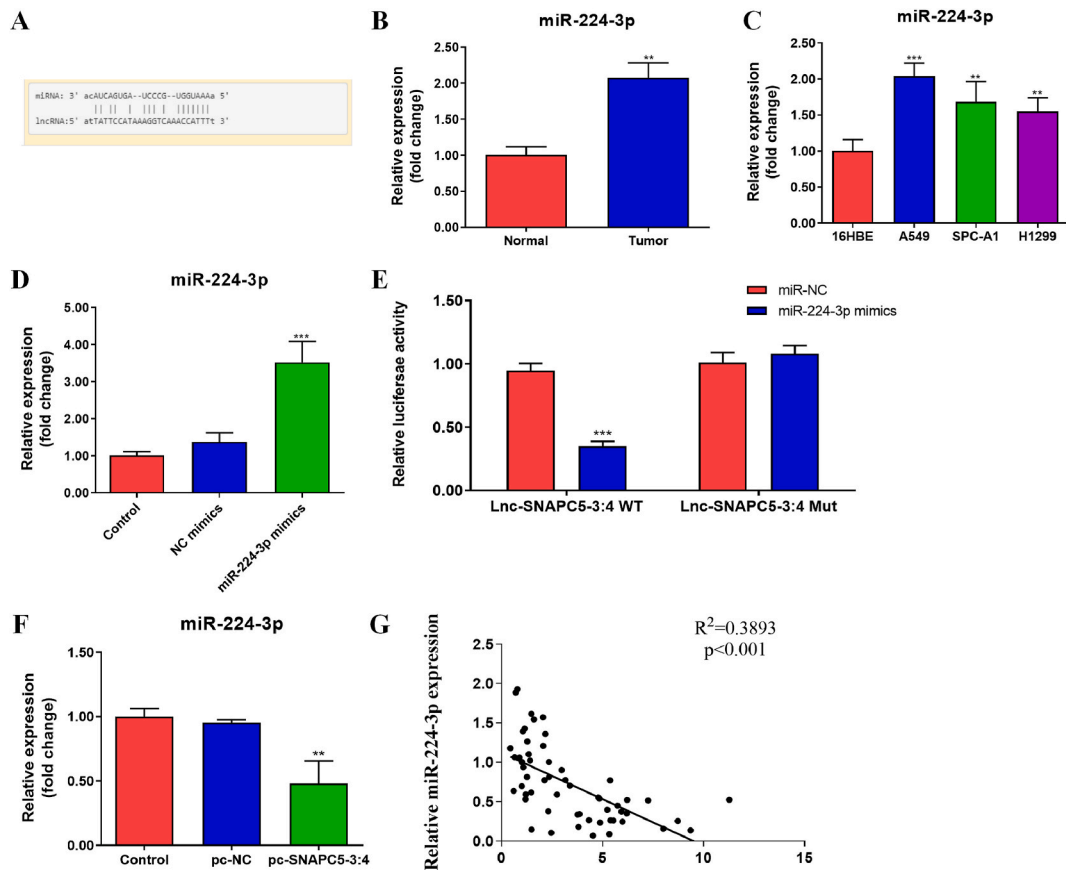 A
miRNA: 3' acAUCAGUGA--UCCCG--UGGUAAAa 5'
|| || | ||| | |||||||
lncRNA:5' atTATTCCATAAAGGTCAAACCATTTt 3'
B
miR-224-3p
Relative expression
(fold change)
2.50
2.00
1.50
1.00
0.50
0.00
**
Normal
Tumor
C
miR-224-3p
Relative expression
(fold change)
2.50
2.00
1.50
1.00
0.50
0.00
***
**
**
16HBE
A549
SPC-A1
H1299
D
miR-224-3p
Relative expression
(fold change)
5.00
4.00
3.00
2.00
1.00
0.00
***
Control
NC mimics
miR-224-3p mimics
E
miR-NC
miR-224-3p mimics
Relative lucifersae activity
1.50
1.00
0.50
0.00
***
Lnc-SNAPC5-3:4 WT
Lnc-SNAPC5-3:4 Mut
F
miR-224-3p
Relative expression
(fold change)
1.50
1.00
0.50
0.00
**
Control
pc-NC
pc-SNAPC5-3:4
G
R²=0.3893
p<0.001
Relative miR-224-3p expression
2.5
2.0
1.5
1.0
0.5
0.0
0
5
10
15